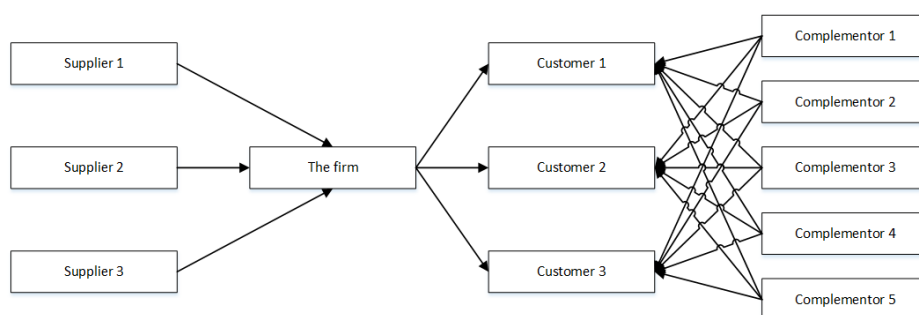 Supplier 1
Supplier 2
Supplier 3
The firm
Customer 1
Customer 2
Customer 3
Complementor 1
Complementor 2
Complementor 3
Complementor 4
Complementor 5